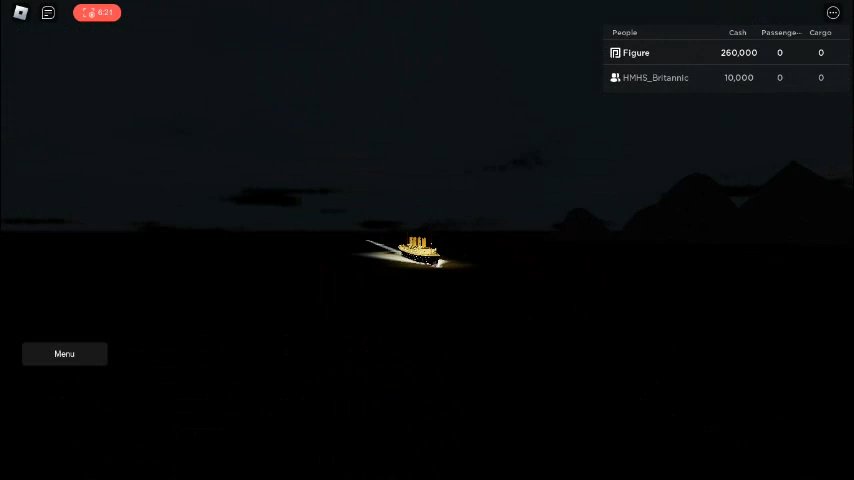 6:21
People Cash Passenge... Cargo
Figure 260,000 0 0
HMHS_Britannic 10,000 0 0
Menu